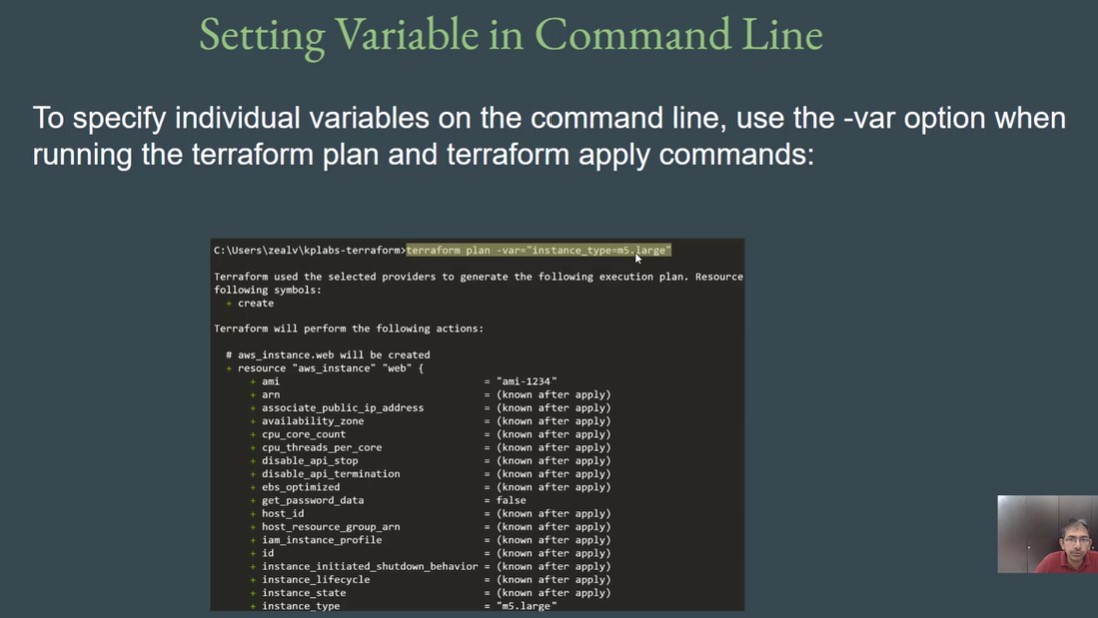 Setting Variable in Command Line
To specify individual variables on the command line, use the -var option when
running the terraform plan and terraform apply commands:
C:\Users\zealv\kplabs-terraform>terraform plan -var="instance_type=m5.large"
Terraform used the selected providers to generate the following execution plan. Resource
following symbols:
+ create
Terraform will perform the following actions:
# aws_instance.web will be created
+ resource "aws_instance" "web" {
+ ami = "ami-1234"
+ arn = (known after apply)
+ associate_public_ip_address = (known after apply)
+ availability_zone = (known after apply)
+ cpu_core_count = (known after apply)
+ cpu_threads_per_core = (known after apply)
+ disable_api_stop = (known after apply)
+ disable_api_termination = (known after apply)
+ ebs_optimized = (known after apply)
+ get_password_data = false
+ host_id = (known after apply)
+ host_resource_group_arn = (known after apply)
+ iam_instance_profile = (known after apply)
+ id = (known after apply)
+ instance_initiated_shutdown_behavior = (known after apply)
+ instance_lifecycle = (known after apply)
+ instance_state = (known after apply)
+ instance_type = "m5.large"